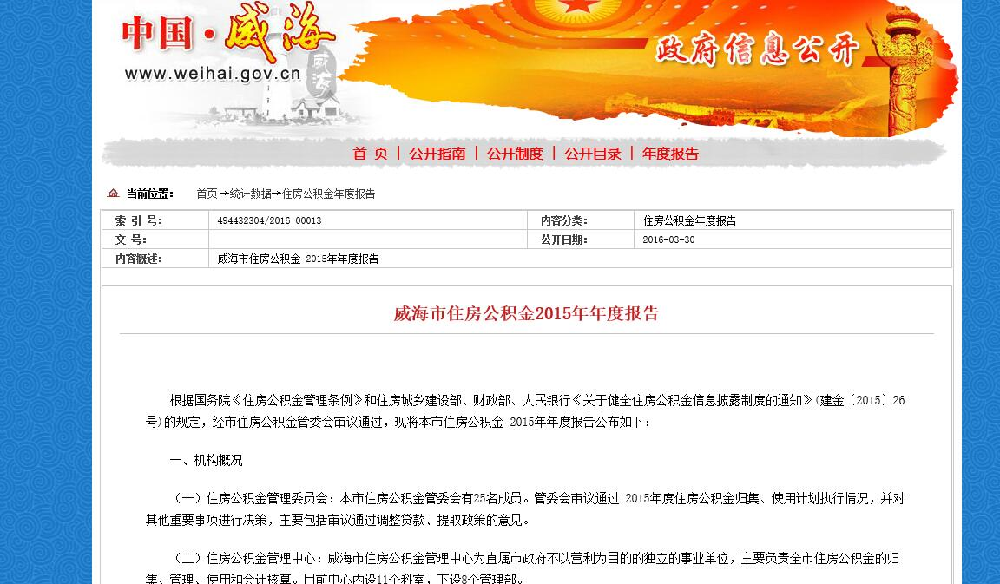 中国·威海
www.weihai.gov.cn
威海
政府信息公开
首 页 | 公开指南 | 公开制度 | 公开目录 | 年度报告
当前位置： 首页→统计数据→住房公积金年度报告
索 引 号： 494432304/2016-00013 内容分类： 住房公积金年度报告
文 号： 公开日期： 2016-03-30
内容概述： 威海市住房公积金 2015年年度报告
威海市住房公积金2015年年度报告
根据国务院《住房公积金管理条例》和住房城乡建设部、财政部、人民银行《关于健全住房公积金信息披露制度的通知》(建金〔2015〕26
号)的规定，经市住房公积金管委会审议通过，现将本市住房公积金 2015年年度报告公布如下：
一、机构概况
（一）住房公积金管理委员会：本市住房公积金管委会有25名成员。管委会审议通过 2015年度住房公积金归集、使用计划执行情况，并对
其他重要事项进行决策，主要包括审议通过调整贷款、提取政策的意见。
（二）住房公积金管理中心：威海市住房公积金管理中心为直属市政府不以营利为目的的独立的事业单位，主要负责全市住房公积金的归
集、管理、使用和会计核算。目前中心内设11个科室，下设8个管理部。